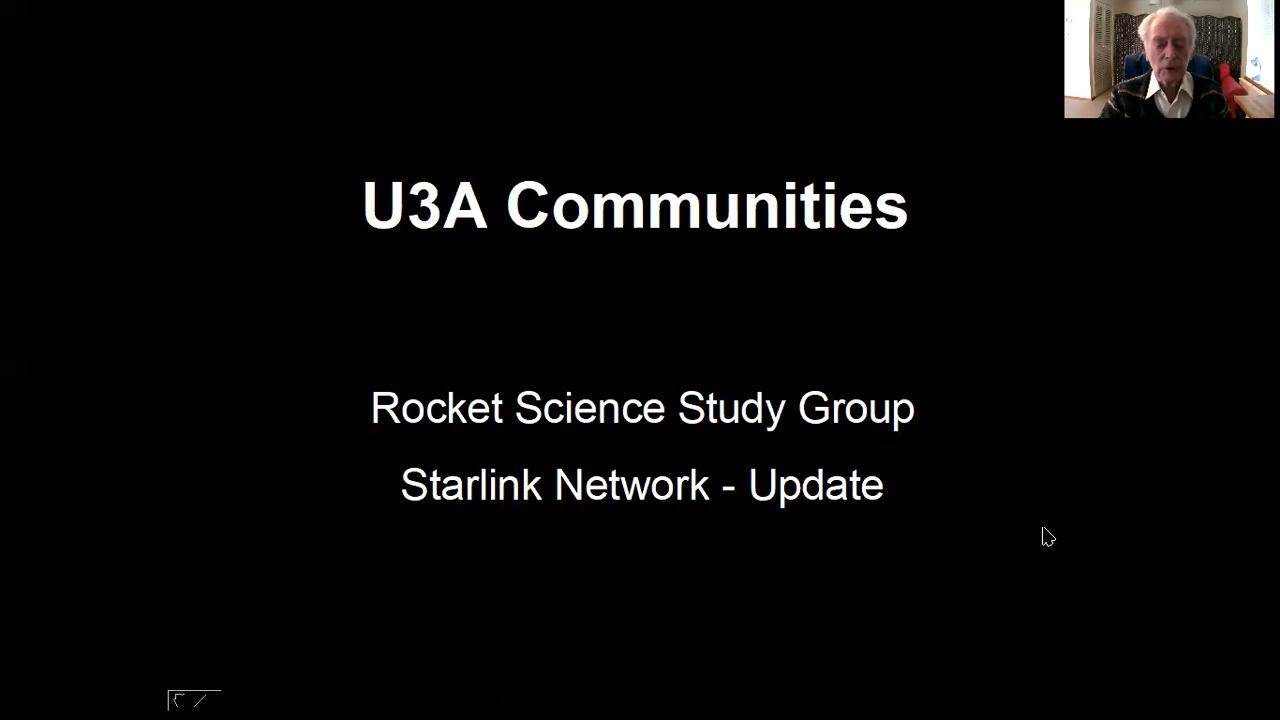 U3A Communities
Rocket Science Study Group
Starlink Network - Update